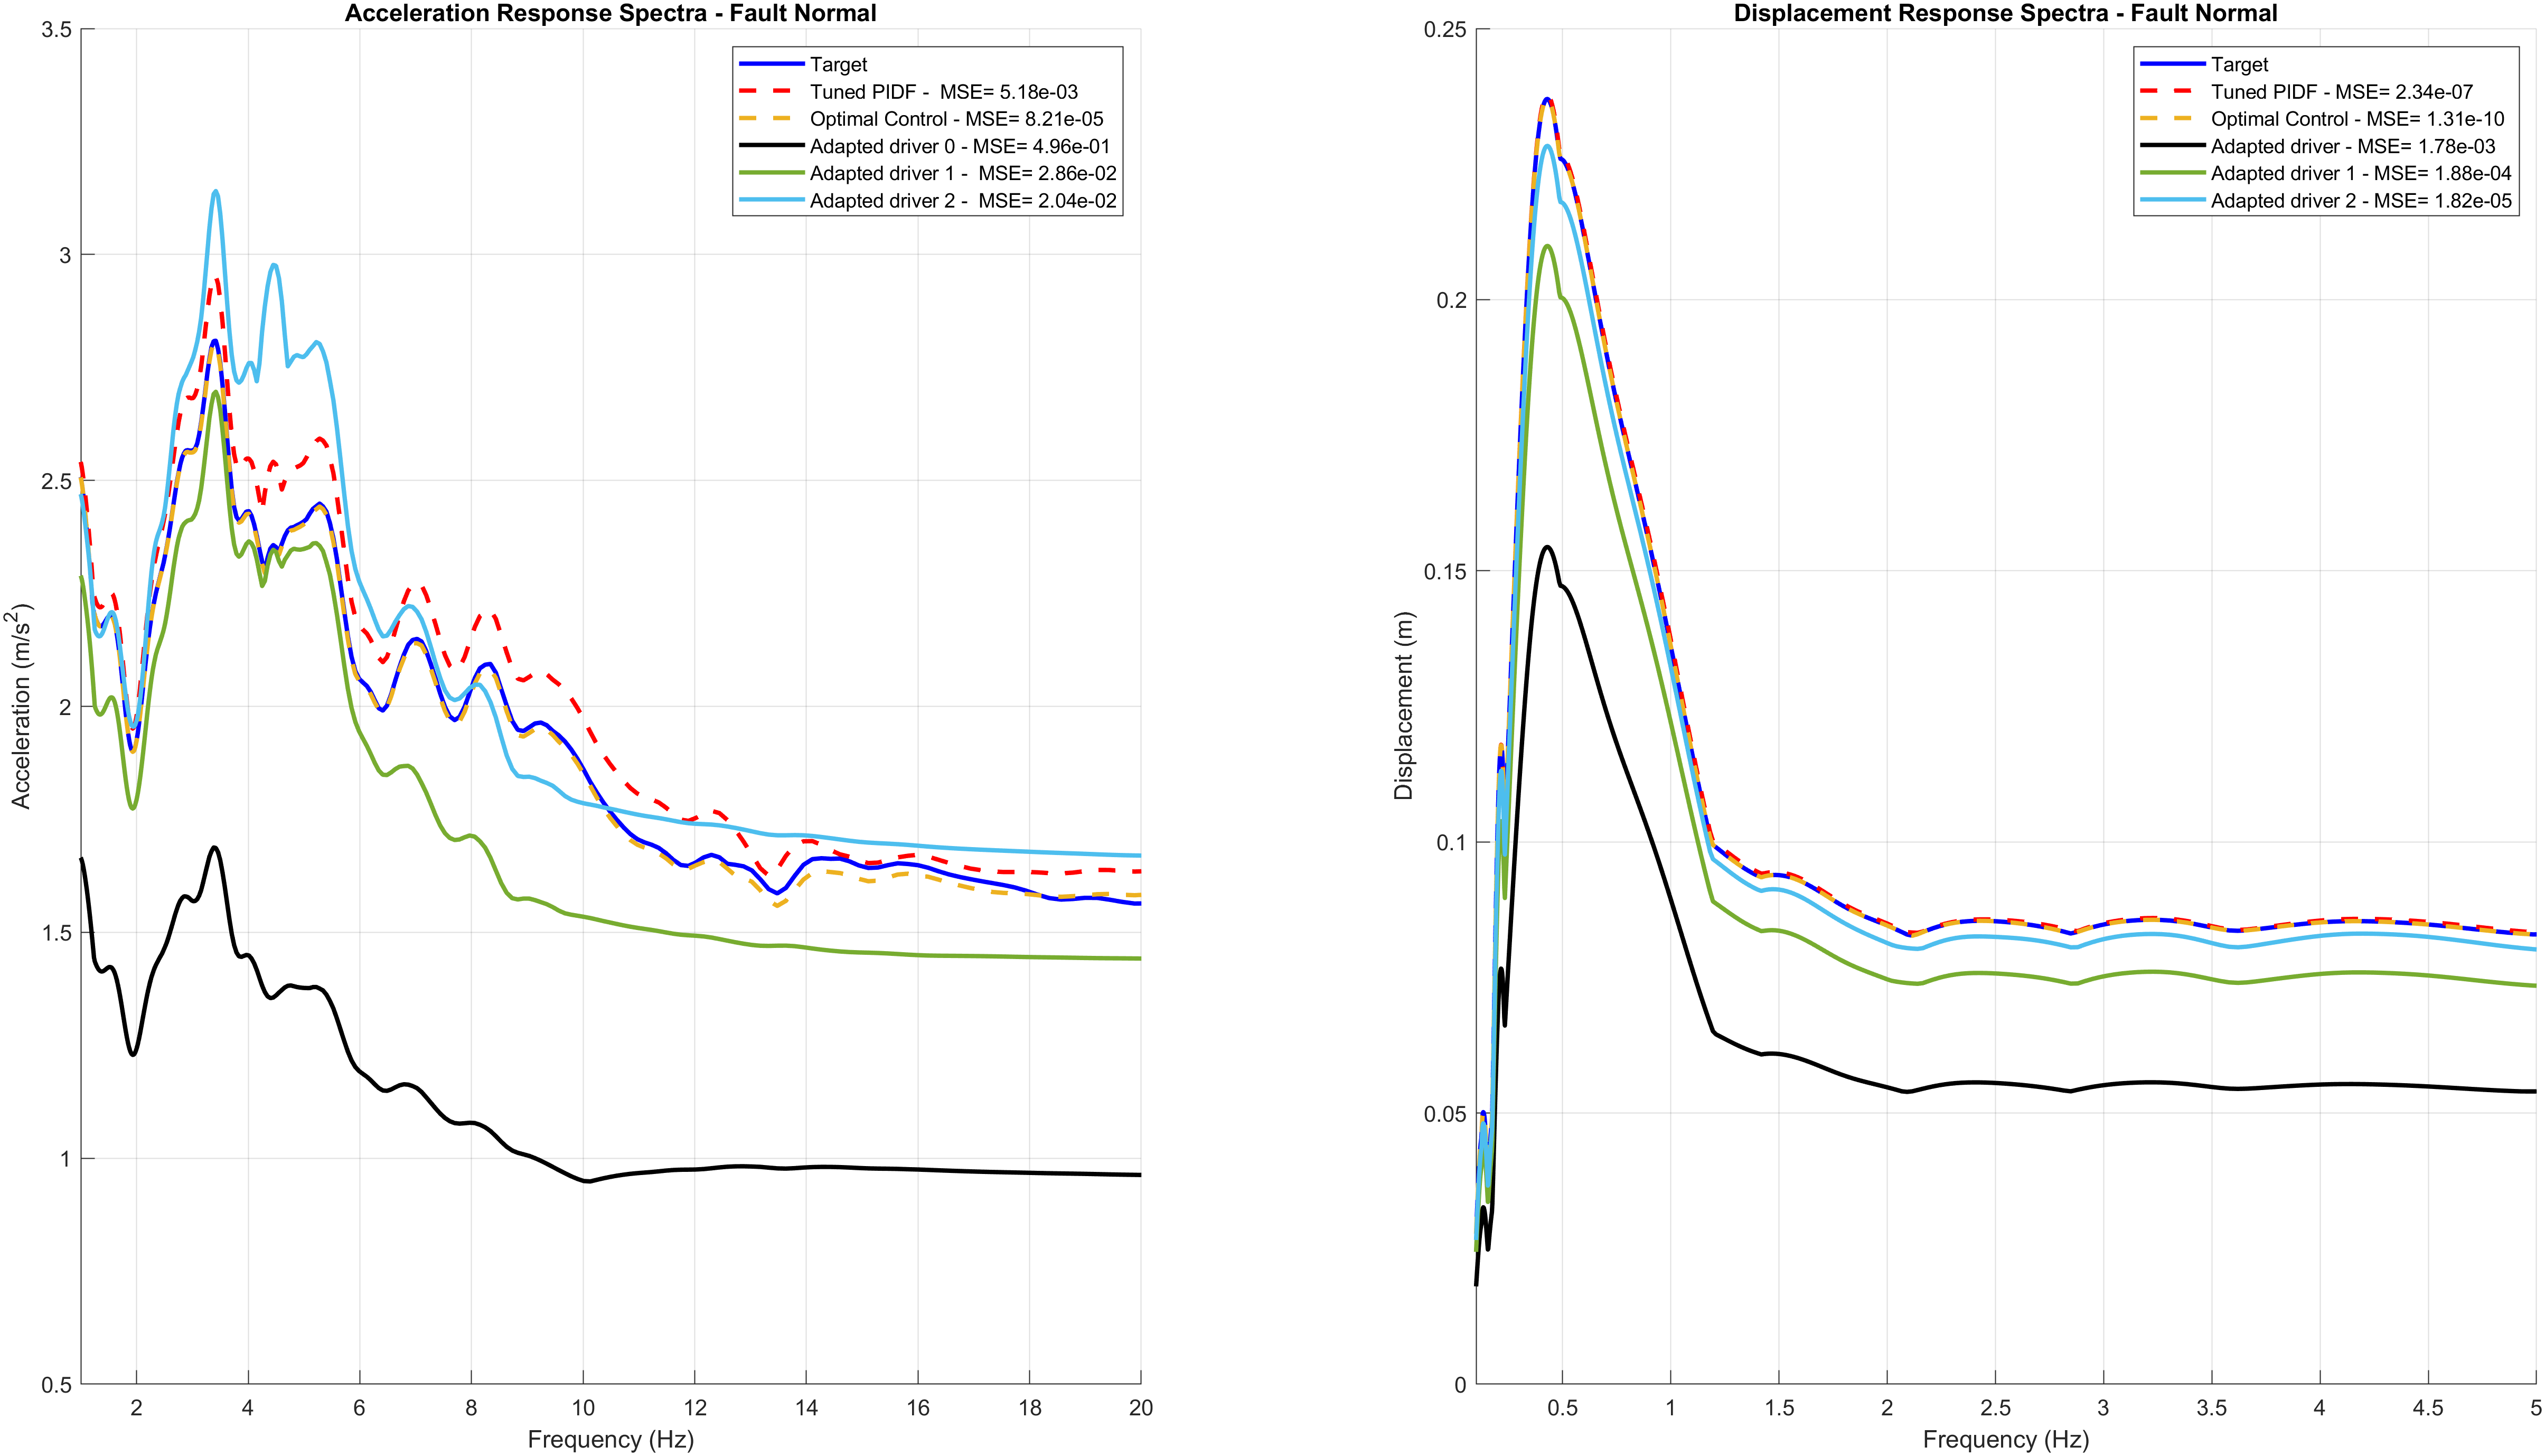 Acceleration Response Spectra - Fault Normal
3.5
3
2.5
2
1.5
1
0.5
Acceleration (m/s²)
Target
Tuned PIDF -  MSE= 5.18e-03
Optimal Control - MSE= 8.21e-05
Adapted driver 0 - MSE= 4.96e-01
Adapted driver 1 -  MSE= 2.86e-02
Adapted driver 2 -  MSE= 2.04e-02
2 4 6 8 10 12 14 16 18 20
Frequency (Hz)
Displacement Response Spectra - Fault Normal
0.25
0.2
0.15
0.1
0.05
0
Displacement (m)
Target
Tuned PIDF - MSE= 2.34e-07
Optimal Control - MSE= 1.31e-10
Adapted driver - MSE= 1.78e-03
Adapted driver 1 - MSE= 1.88e-04
Adapted driver 2 - MSE= 1.82e-05
0.5 1 1.5 2 2.5 3 3.5 4 4.5 5
Frequency (Hz)